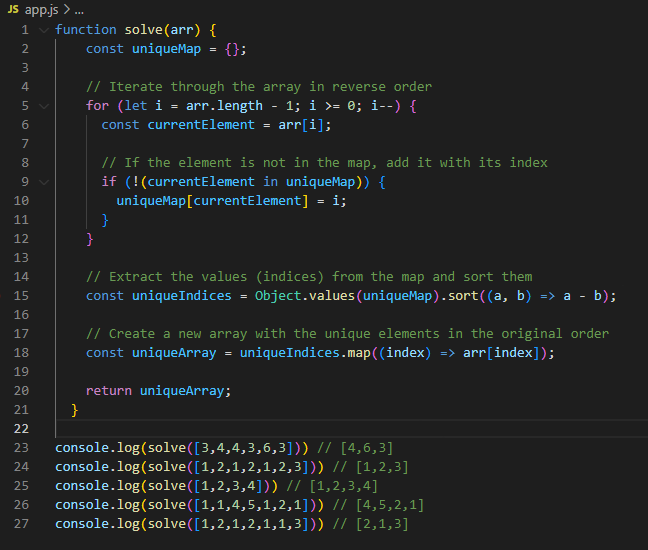 JS app.js > ...
1 function solve(arr) {
2 const uniqueMap = {};
3
4 // Iterate through the array in reverse order
5 for (let i = arr.length - 1; i >= 0; i--) {
6 const currentElement = arr[i];
7
8 // If the element is not in the map, add it with its index
9 if (!(currentElement in uniqueMap)) {
10 uniqueMap[currentElement] = i;
11 }
12 }
13
14 // Extract the values (indices) from the map and sort them
15 const uniqueIndices = Object.values(uniqueMap).sort((a, b) => a - b);
16
17 // Create a new array with the unique elements in the original order
18 const uniqueArray = uniqueIndices.map((index) => arr[index]);
19
20 return uniqueArray;
21 }
22
23 console.log(solve([3,4,4,3,6,3])) // [4,6,3]
24 console.log(solve([1,2,1,2,1,2,3])) // [1,2,3]
25 console.log(solve([1,2,3,4])) // [1,2,3,4]
26 console.log(solve([1,1,4,5,1,2,1])) // [4,5,2,1]
27 console.log(solve([1,2,1,2,1,1,3])) // [2,1,3]